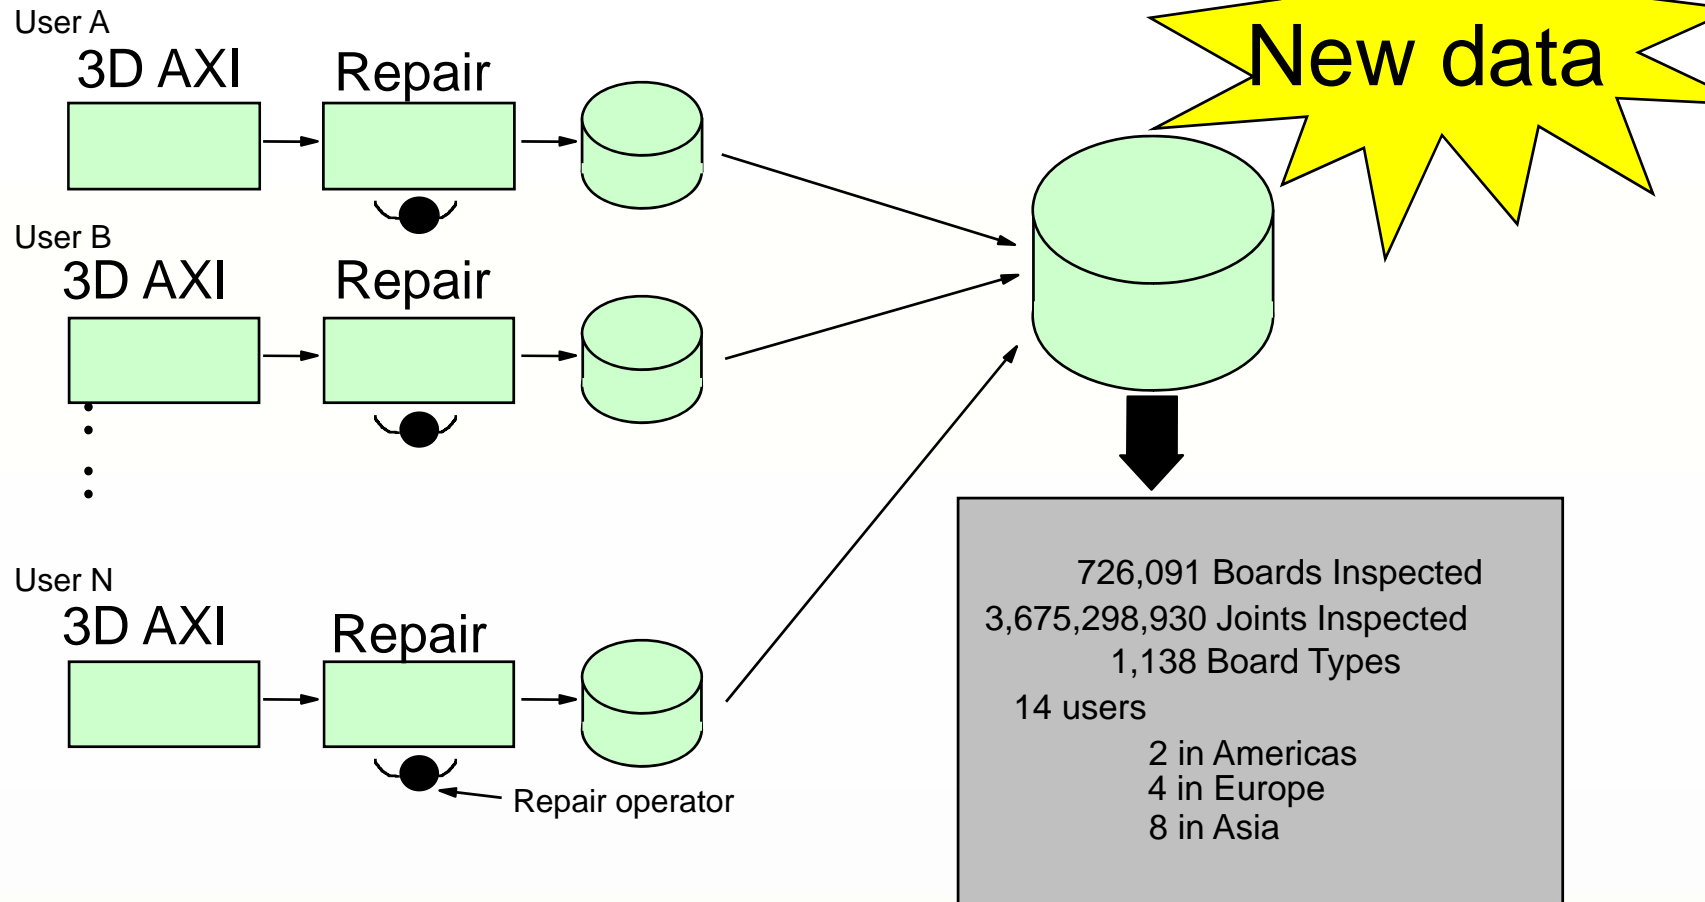 User A
3D AXI
Repair
New data
User B
3D AXI
Repair
User N
3D AXI
Repair
Repair operator
726,091 Boards Inspected
3,675,298,930 Joints Inspected
1,138 Board Types
14 users
2 in Americas
4 in Europe
8 in Asia